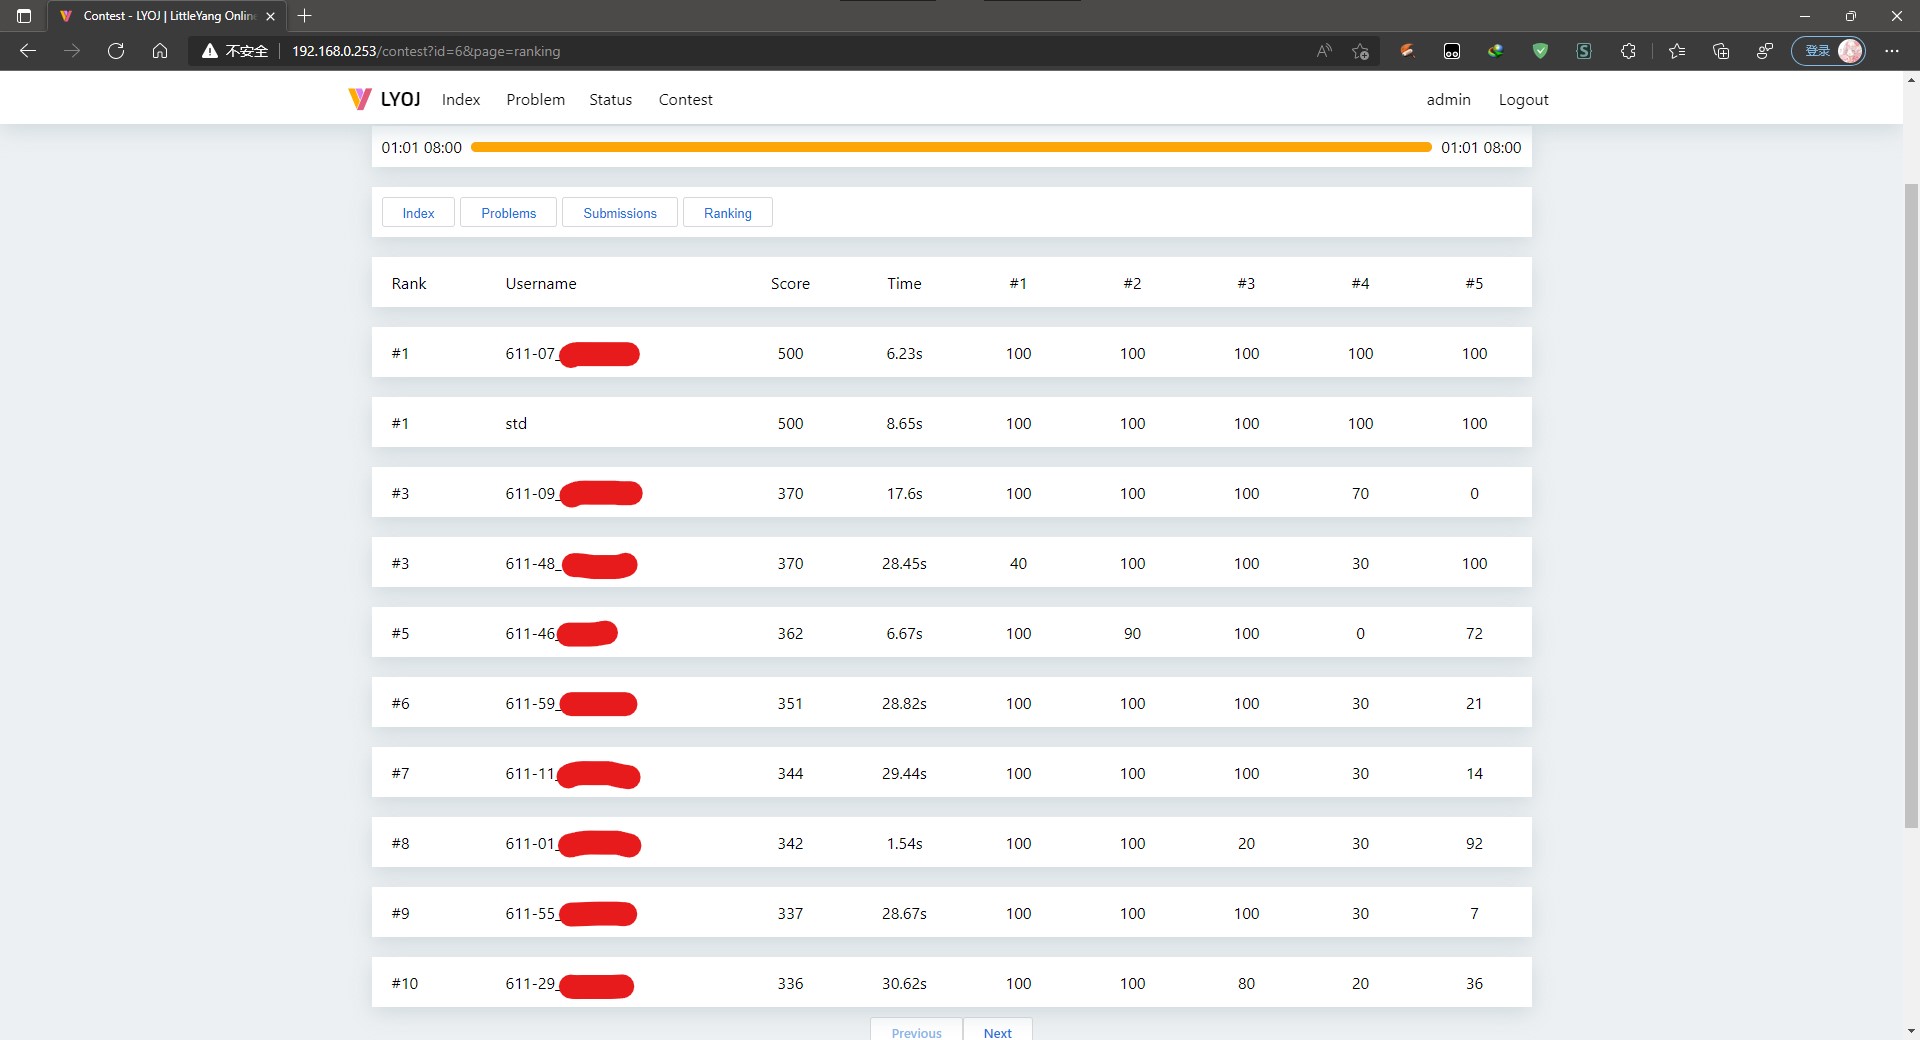 Contest - LYOJ | LittleYang Onlin
不安全 192.168.0.253/contest?id=6&page=ranking 登录
LYOJ Index Problem Status Contest admin Logout
01:01 08:00 01:01 08:00
Index Problems Submissions Ranking
Rank Username Score Time #1 #2 #3 #4 #5
#1 611-07_ 500 6.23s 100 100 100 100 100
#1 std 500 8.65s 100 100 100 100 100
#3 611-09_ 370 17.6s 100 100 100 70 0
#3 611-48_ 370 28.45s 40 100 100 30 100
#5 611-46 362 6.67s 100 90 100 0 72
#6 611-59_ 351 28.82s 100 100 100 30 21
#7 611-11 344 29.44s 100 100 100 30 14
#8 611-01_ 342 1.54s 100 100 20 30 92
#9 611-55_ 337 28.67s 100 100 100 30 7
#10 611-29_ 336 30.62s 100 100 80 20 36
Previous Next